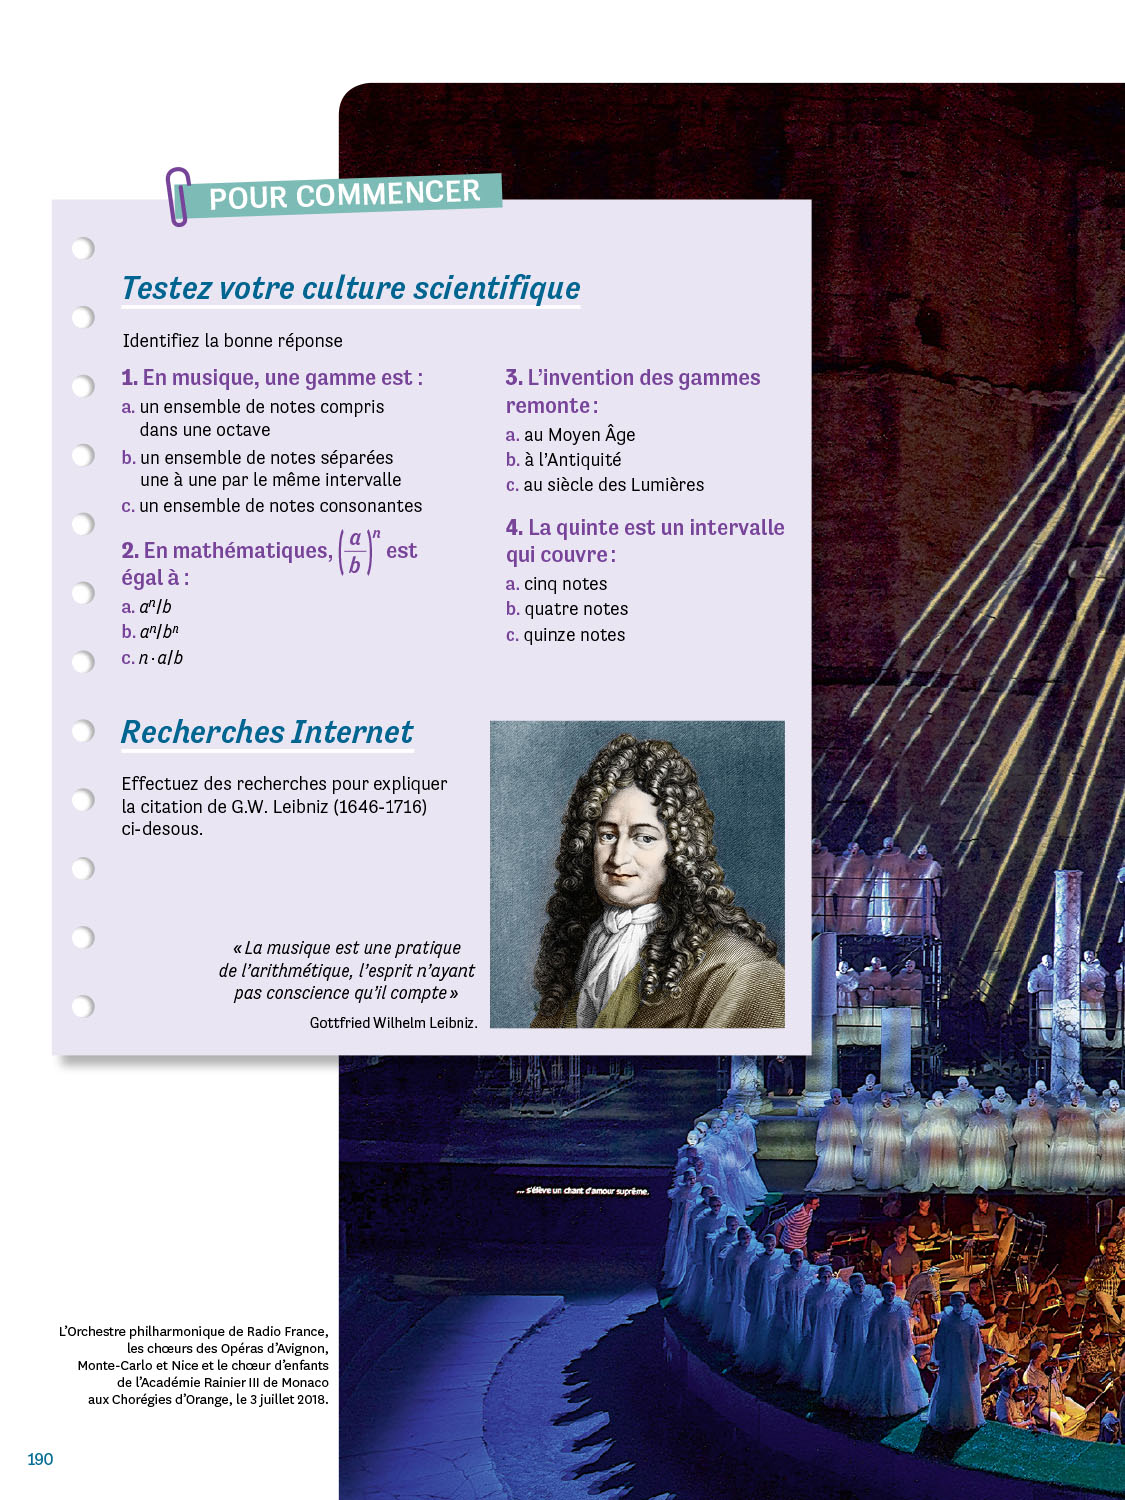 POUR COMMENCER
Testez votre culture scientifique
Identifiez la bonne réponse
1. En musique, une gamme est :
a. un ensemble de notes compris
dans une octave
b. un ensemble de notes séparées
une à une par le même intervalle
c. un ensemble de notes consonantes
2. En mathématiques, (a/b)ⁿ est
égal à :
a. aⁿ/b
b. aⁿ/bⁿ
c. n · a/b
3. L'invention des gammes
remonte :
a. au Moyen Âge
b. à l'Antiquité
c. au siècle des Lumières
4. La quinte est un intervalle
qui couvre :
a. cinq notes
b. quatre notes
c. quinze notes
Recherches Internet
Effectuez des recherches pour expliquer
la citation de G.W. Leibniz (1646-1716)
ci-desous.
« La musique est une pratique
de l'arithmétique, l'esprit n'ayant
pas conscience qu'il compte »
Gottfried Wilhelm Leibniz.
... s'élève un chant d'amour suprême.
L'Orchestre philharmonique de Radio France,
les chœurs des Opéras d'Avignon,
Monte-Carlo et Nice et le chœur d'enfants
de l'Académie Rainier III de Monaco
aux Chorégies d'Orange, le 3 juillet 2018.
190